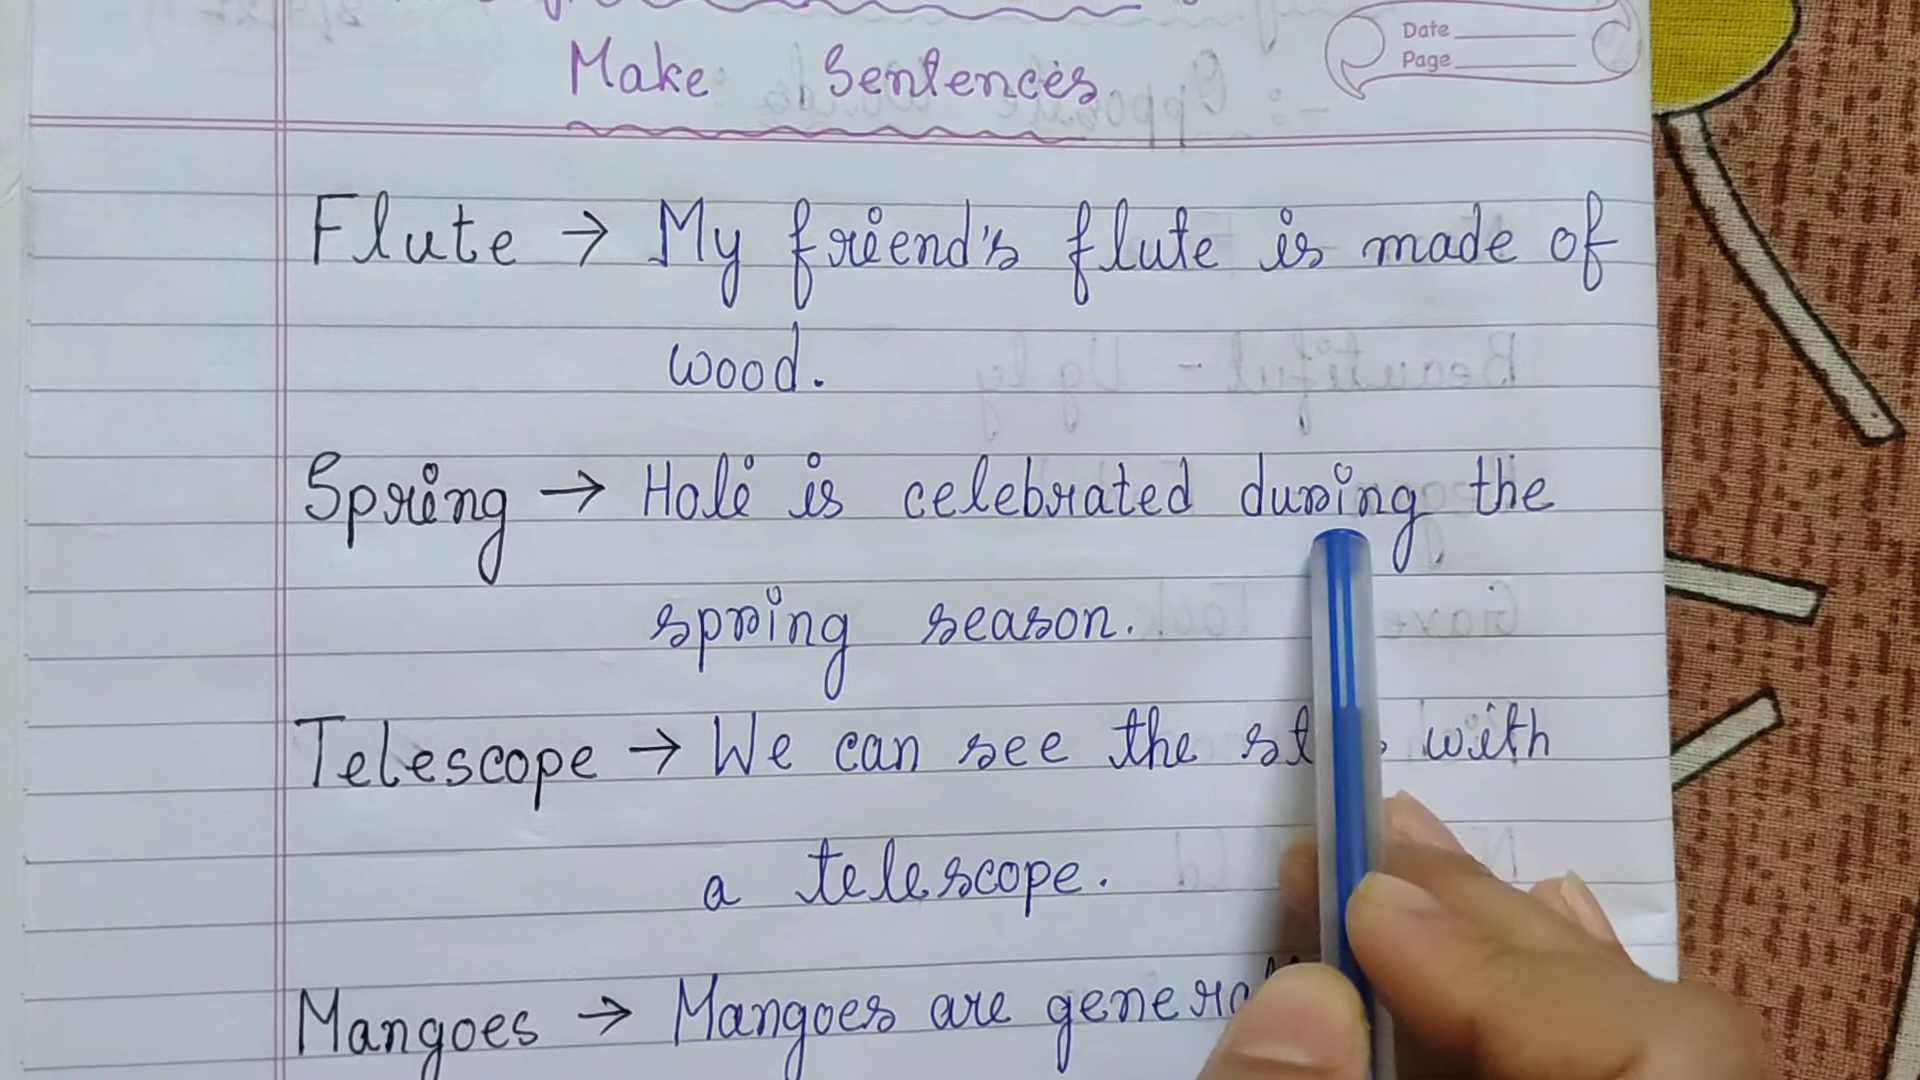 Make Sentences
Date
Page
Flute → My friend's flute is made of
wood.
Spring → Holi is celebrated during the
spring season.
Telescope → We can see the with
a telescope.
Mangoes → Mangoes are